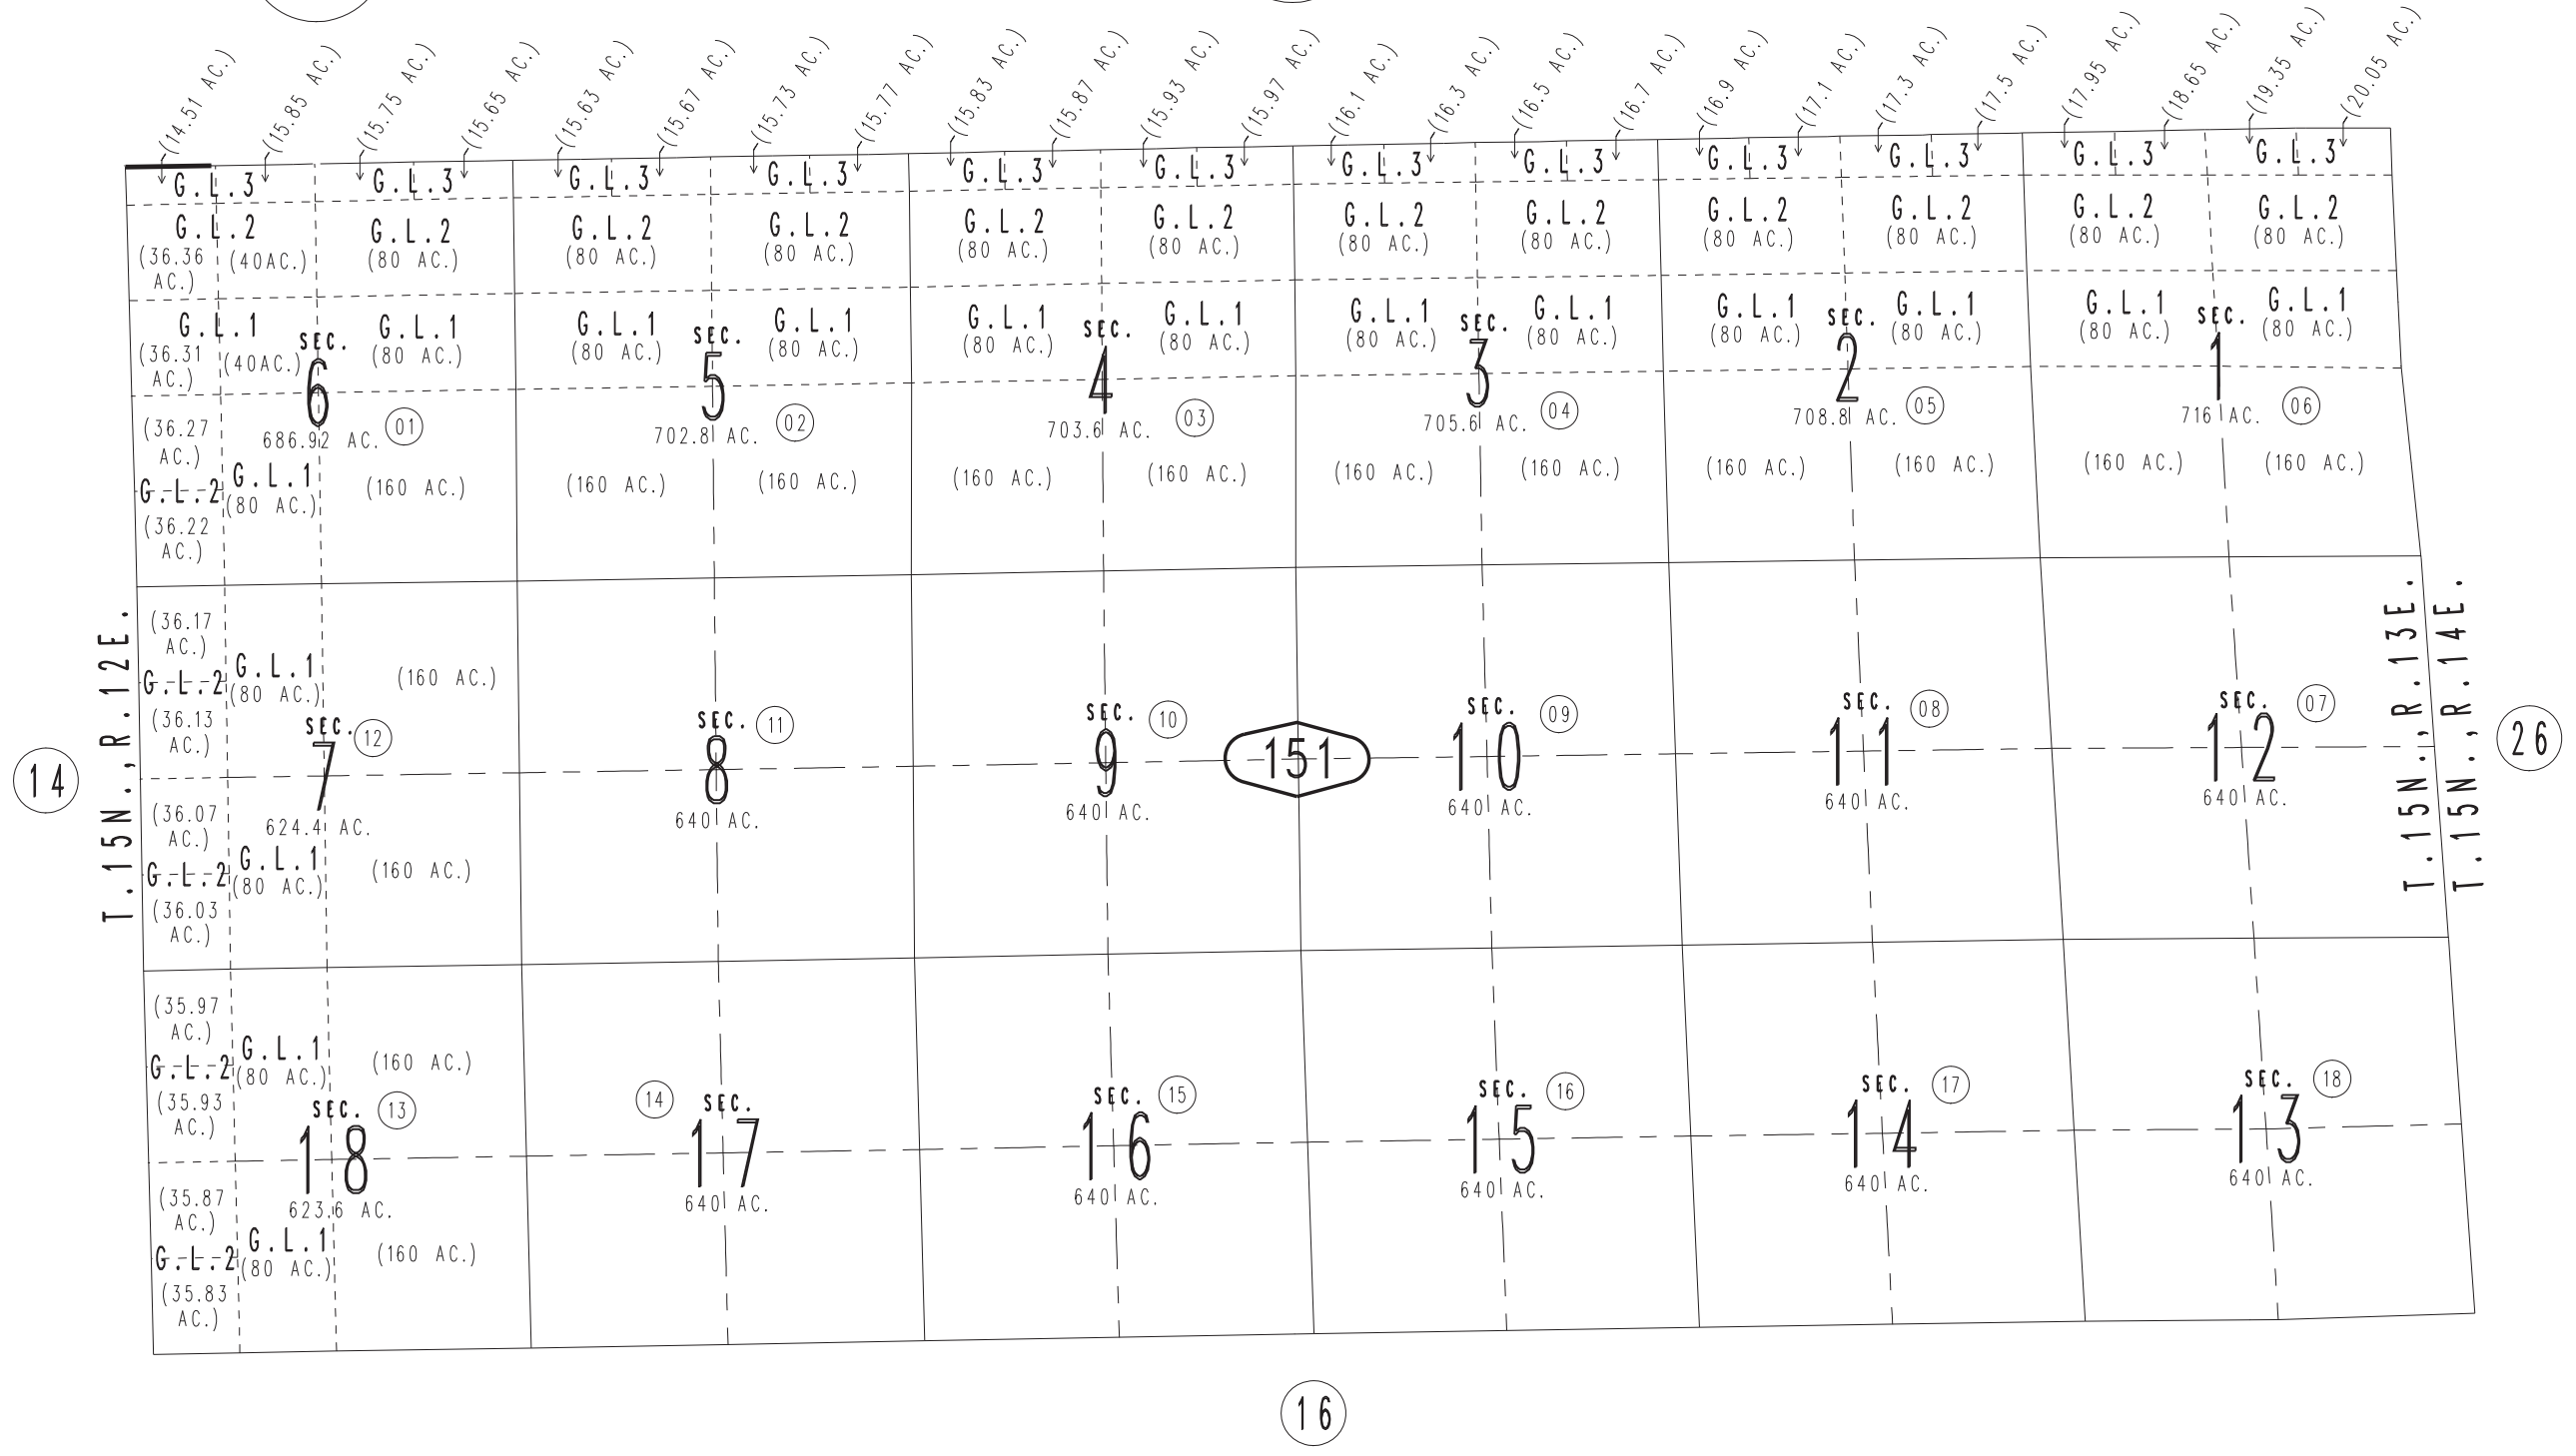 (14.51 AC.) (15.85 AC.) (15.75 AC.) (15.65 AC.) (15.63 AC.) (15.67 AC.) (15.73 AC.) (15.77 AC.) (15.83 AC.) (15.87 AC.) (15.93 AC.) (15.97 AC.) (16.1 AC.) (16.3 AC.) (16.5 AC.) (16.7 AC.) (16.9 AC.) (17.1 AC.) (17.3 AC.) (17.5 AC.) (17.95 AC.) (18.65 AC.) (19.35 AC.) (20.05 AC.)
G.L.3 G.L.3 G.L.3 G.L.3 G.L.3 G.L.3 G.L.3 G.L.3 G.L.3 G.L.3 G.L.3 G.L.3
G.L.2 G.L.2 G.L.2 G.L.2 G.L.2 G.L.2 G.L.2 G.L.2 G.L.2 G.L.2 G.L.2 G.L.2
(36.36 AC.) (40AC.) (80 AC.) (80 AC.) (80 AC.) (80 AC.) (80 AC.) (80 AC.) (80 AC.) (80 AC.) (80 AC.) (80 AC.) (80 AC.)
G.L.1 G.L.1 G.L.1 G.L.1 G.L.1 G.L.1 G.L.1 G.L.1 G.L.1 G.L.1 G.L.1 G.L.1
(36.31 AC.) (40AC.) (80 AC.) (80 AC.) (80 AC.) (80 AC.) (80 AC.) (80 AC.) (80 AC.) (80 AC.) (80 AC.) (80 AC.) (80 AC.)
SEC. SEC. SEC. SEC. SEC. SEC.
6 5 4 3 2 1
01 02 03 04 05 06
686.92 AC. 702.8 AC. 703.6 AC. 705.6 AC. 708.8 AC. 716 AC.
(36.27 AC.)
G.L.2 G.L.1
(80 AC.) (160 AC.) (160 AC.) (160 AC.) (160 AC.) (160 AC.) (160 AC.) (160 AC.) (160 AC.) (160 AC.) (160 AC.) (160 AC.)
(36.22 AC.)
T.15N.,R.12E.
T.15N.,R.13E.
T.15N.,R.14E.
(36.17 AC.)
G.L.2 G.L.1
(80 AC.) (160 AC.)
(36.13 AC.)
SEC. SEC. SEC. SEC. SEC. SEC.
7 8 9 10 11 12
12 11 10 09 08 07
14 151 26
624.4 AC. 640 AC. 640 AC. 640 AC. 640 AC. 640 AC.
(36.07 AC.)
G.L.2 G.L.1
(80 AC.) (160 AC.)
(36.03 AC.)
(35.97 AC.)
G.L.2 G.L.1
(80 AC.) (160 AC.)
(35.93 AC.)
SEC. SEC. SEC. SEC. SEC. SEC.
18 17 16 15 14 13
13 14 15 16 17 18
623.6 AC. 640 AC. 640 AC. 640 AC. 640 AC. 640 AC.
(35.87 AC.)
G.L.2 G.L.1
(80 AC.) (160 AC.)
(35.83 AC.)
16